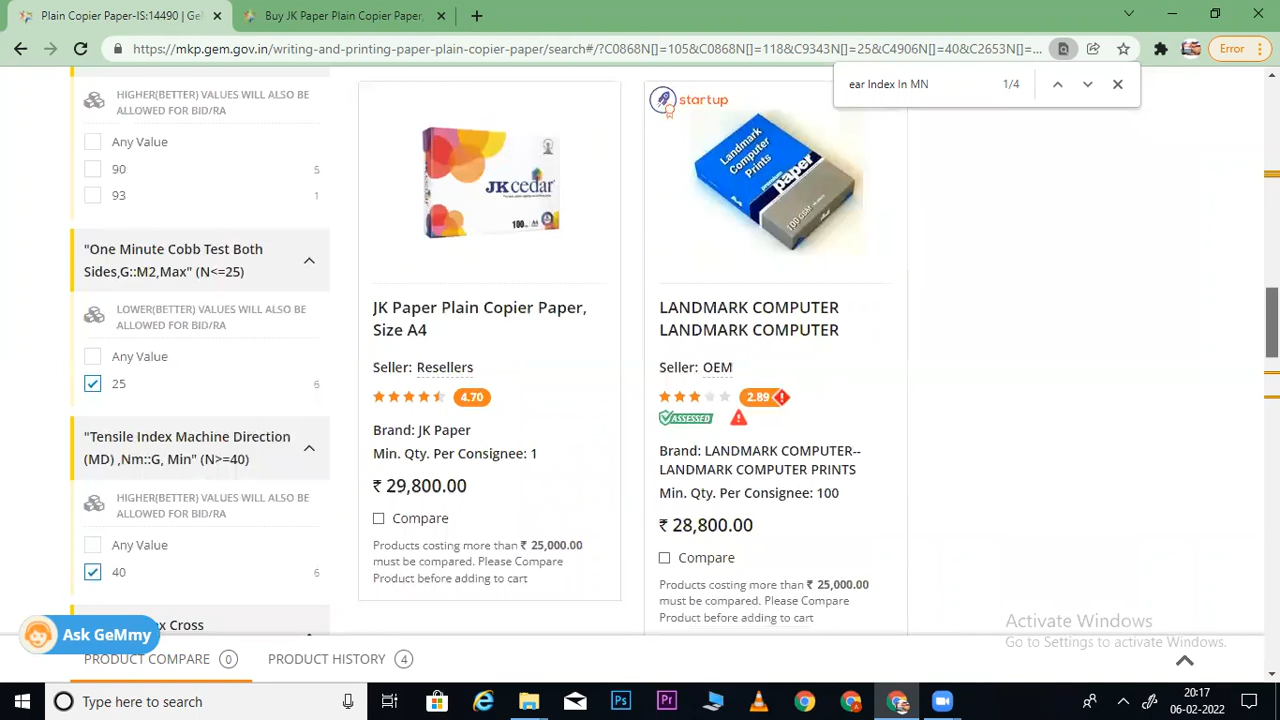 Plain Copier Paper-IS:14490 | GeM
Buy JK Paper Plain Copier Paper,
https://mkp.gem.gov.in/writing-and-printing-paper-plain-copier-paper/search#/?C0868N[]=105&C0868N[]=118&C9343N[]=25&C4906N[]=40&C2653N[]=...
Error
ear Index In MN
1/4
HIGHER(BETTER) VALUES WILL ALSO BE
ALLOWED FOR BID/RA
Any Value
90 5
93 1
"One Minute Cobb Test Both
Sides,G::M2,Max" (N<=25)
LOWER(BETTER) VALUES WILL ALSO BE
ALLOWED FOR BID/RA
Any Value
25 6
"Tensile Index Machine Direction
(MD) ,Nm::G, Min" (N>=40)
HIGHER(BETTER) VALUES WILL ALSO BE
ALLOWED FOR BID/RA
Any Value
40 6
Cross
Ask GeMmy
JK cedar
100
JK Paper Plain Copier Paper,
Size A4
Seller: Resellers
4.70
Brand: JK Paper
Min. Qty. Per Consignee: 1
₹ 29,800.00
Compare
Products costing more than ₹ 25,000.00
must be compared. Please Compare
Product before adding to cart
startup
Landmark
Computer
Prints
premium
paper
100 GSM
LANDMARK COMPUTER
LANDMARK COMPUTER
Seller: OEM
2.89
ASSESSED
Brand: LANDMARK COMPUTER--
LANDMARK COMPUTER PRINTS
Min. Qty. Per Consignee: 100
₹ 28,800.00
Compare
Products costing more than ₹ 25,000.00
must be compared. Please Compare
Product before adding to cart
Activate Windows
Go to Settings to activate Windows.
PRODUCT COMPARE 0
PRODUCT HISTORY 4
Type here to search
Ps
Pr
20:17
06-02-2022